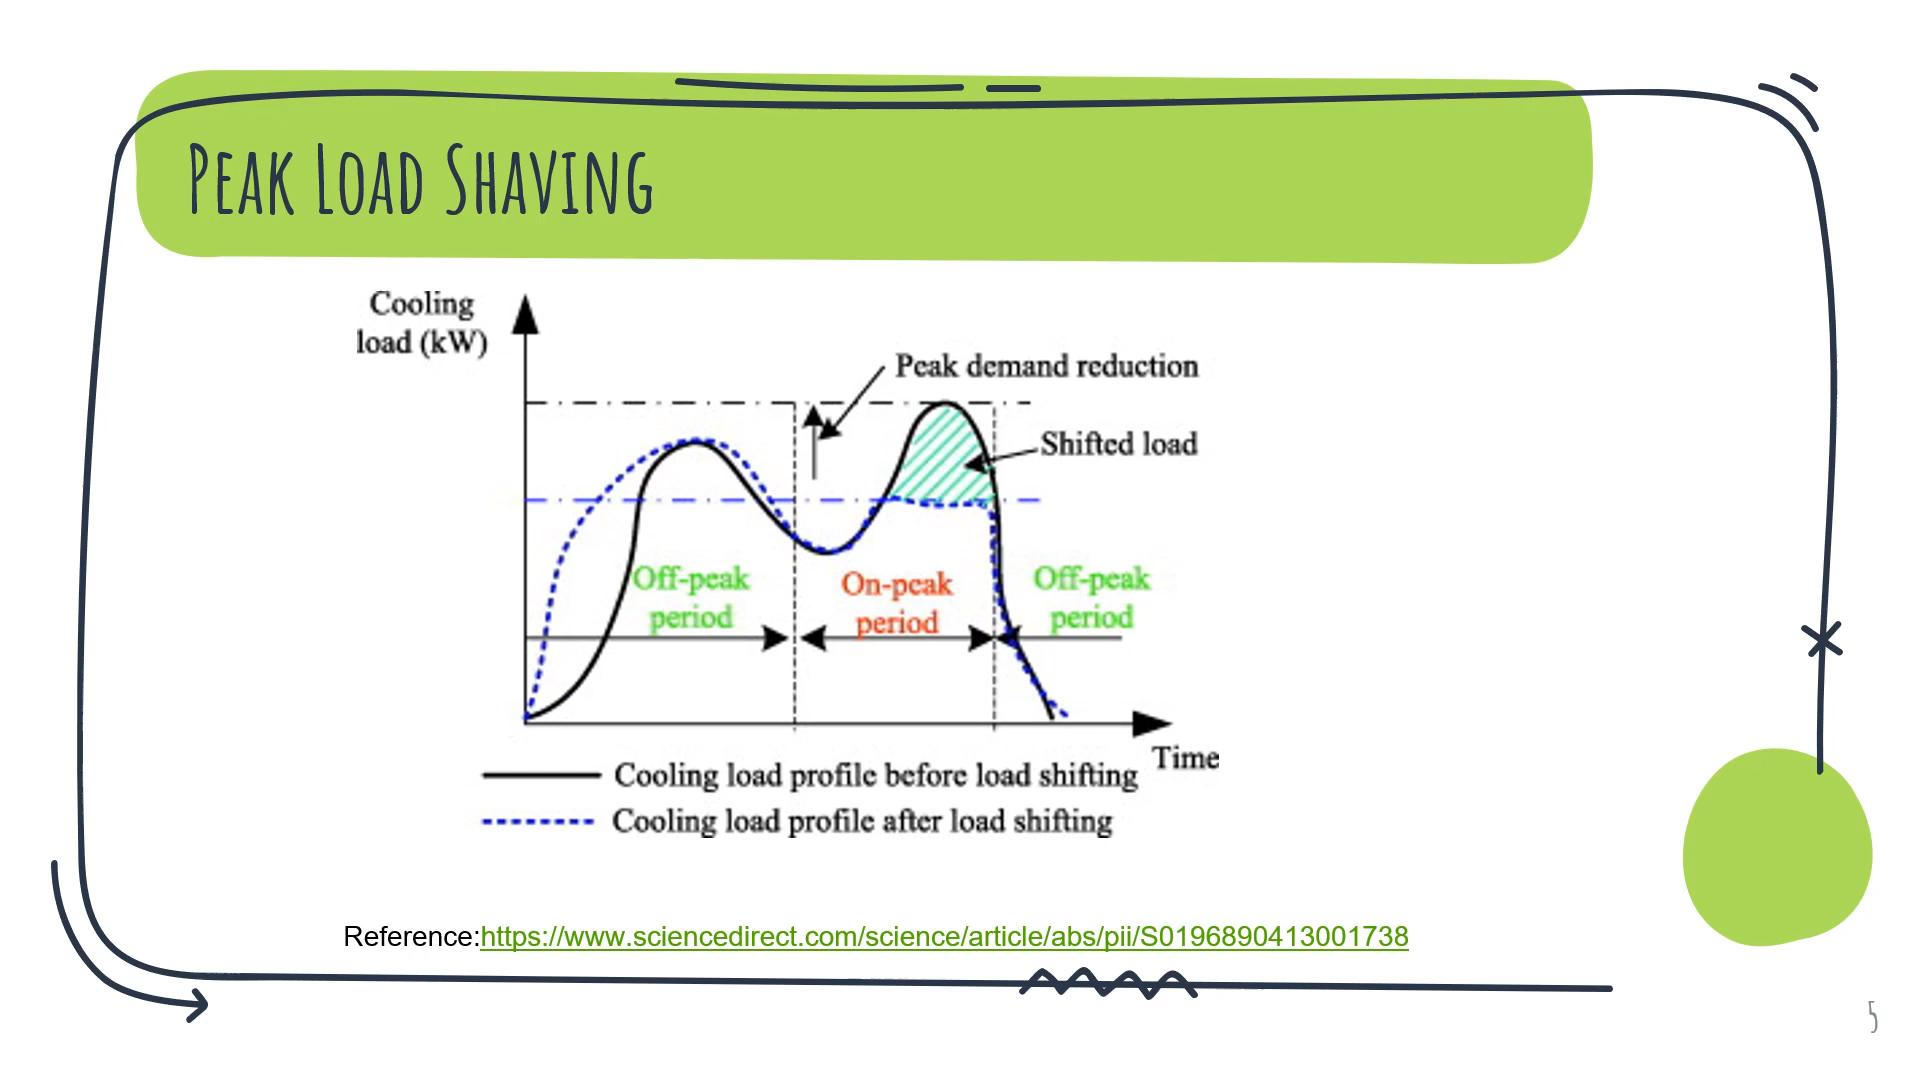 Peak Load Shaving
Cooling
load (kW)
Peak demand reduction
Shifted load
Off-peak
period
On-peak
period
Off-peak
period
Time
Cooling load profile before load shifting
Cooling load profile after load shifting
Reference:https://www.sciencedirect.com/science/article/abs/pii/S0196890413001738
5